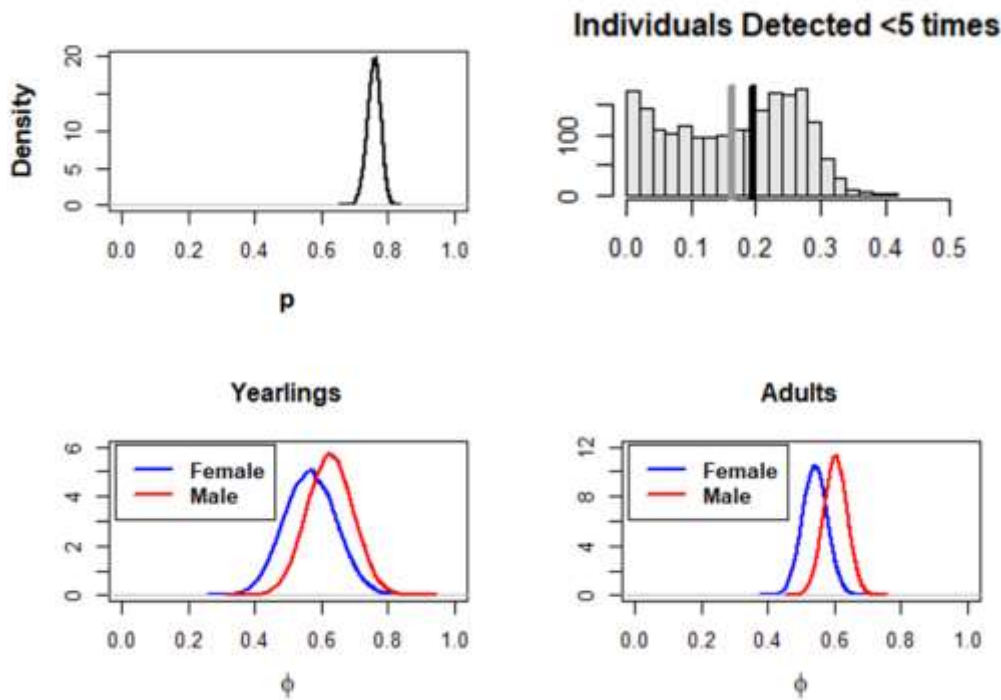 Individuals Detected <5 times
Density
0 5 10 20
0.0 0.2 0.4 0.6 0.8 1.0
p
0 100
0.0 0.1 0.2 0.3 0.4 0.5
Yearlings
0 2 4 6
Female
Male
0.0 0.2 0.4 0.6 0.8 1.0
ϕ
Adults
0 4 8 12
Female
Male
0.0 0.2 0.4 0.6 0.8 1.0
ϕ